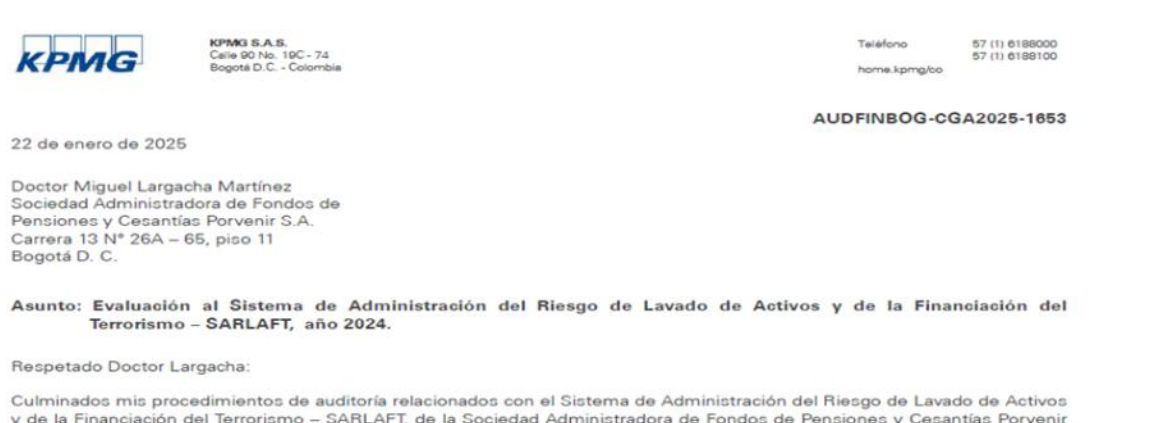 KPMG
KPMG S.A.S.
Calle 90 No. 19C - 74
Bogotá D.C. - Colombia
Teléfono 57 (1) 6188000
57 (1) 6188100
home.kpmg/co
AUDFINBOG-CGA2025-1653
22 de enero de 2025
Doctor Miguel Largacha Martínez
Sociedad Administradora de Fondos de
Pensiones y Cesantías Porvenir S.A.
Carrera 13 N° 26A – 65, piso 11
Bogotá D. C.
Asunto: Evaluación al Sistema de Administración del Riesgo de Lavado de Activos y de la Financiación del
Terrorismo – SARLAFT, año 2024.
Respetado Doctor Largacha:
Culminados mis procedimientos de auditoría relacionados con el Sistema de Administración del Riesgo de Lavado de Activos
y de la Financiación del Terrorismo – SARLAFT, de la Sociedad Administradora de Fondos de Pensiones y Cesantías Porvenir